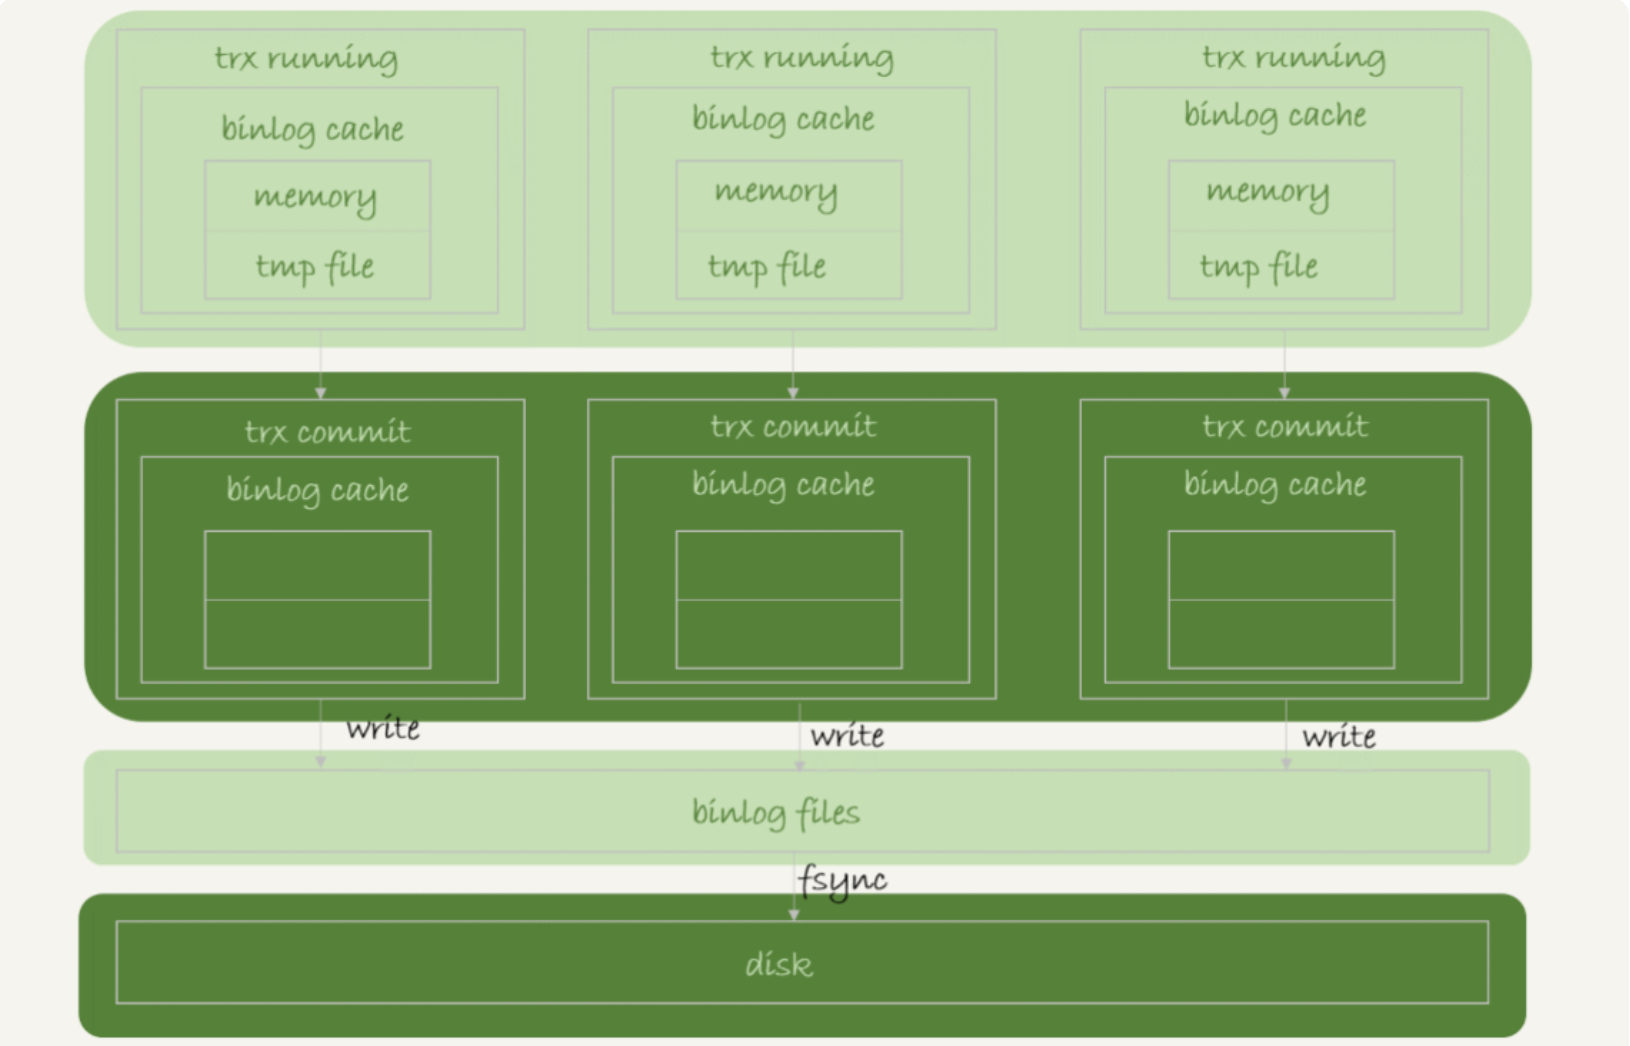 trx running
trx running
trx running
binlog cache
binlog cache
binlog cache
memory
memory
memory
tmp file
tmp file
tmp file
trx commit
trx commit
trx commit
binlog cache
binlog cache
binlog cache
write
write
write
binlog files
fsync
disk